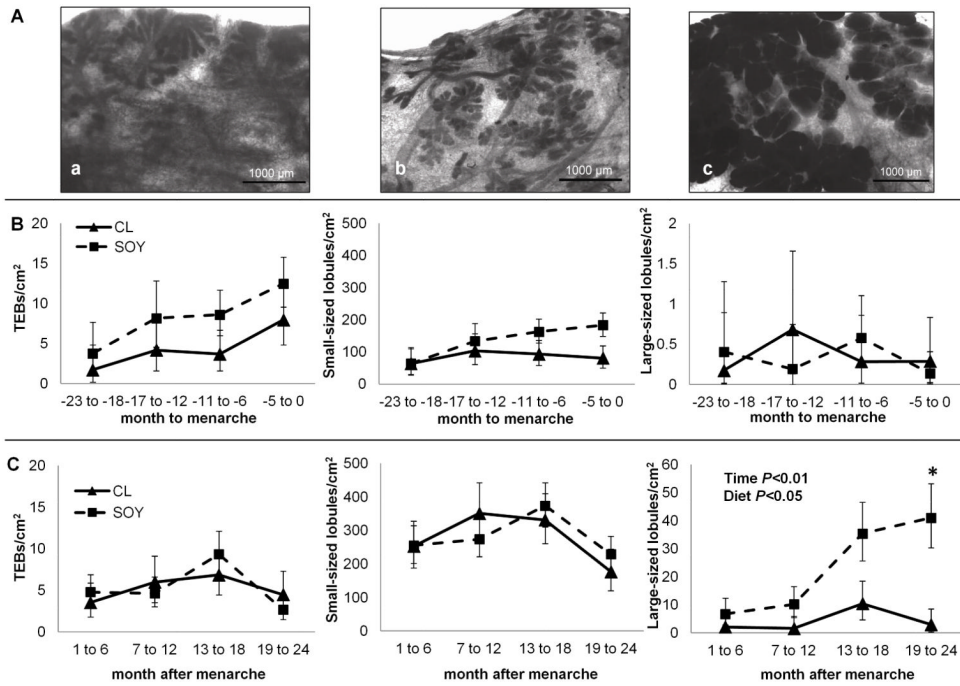 A
a
1000 µm
b
1000 µm
c
1000 µm
B
TEBs/cm²
20
15
10
5
0
CL
SOY
-23 to -18
-17 to -12
-11 to -6
-5 to 0
month to menarche
Small-sized lobules/cm²
500
400
300
200
100
0
-23 to -18
-17 to -12
-11 to -6
-5 to 0
month to menarche
Large-sized lobules/cm²
2
1.5
1
0.5
0
-23 to -18
-17 to -12
-11 to -6
-5 to 0
month to menarche
C
TEBs/cm²
20
15
10
5
0
CL
SOY
1 to 6
7 to 12
13 to 18
19 to 24
month after menarche
Small-sized lobules/cm²
500
400
300
200
100
0
1 to 6
7 to 12
13 to 18
19 to 24
month after menarche
Large-sized lobules/cm²
60
50
40
30
20
10
0
Time P<0.01
Diet P<0.05
*
1 to 6
7 to 12
13 to 18
19 to 24
month after menarche